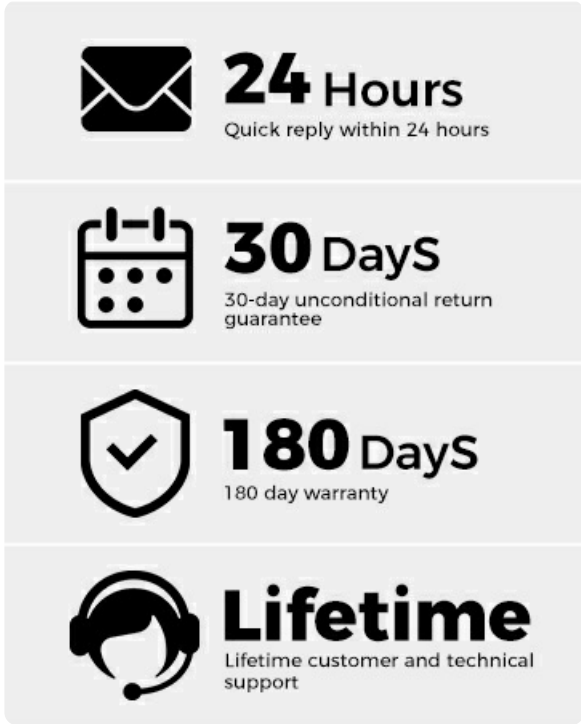 24 Hours
Quick reply within 24 hours
30 DayS
30-day unconditional return
guarantee
180 DayS
180 day warranty
Lifetime
Lifetime customer and technical
support